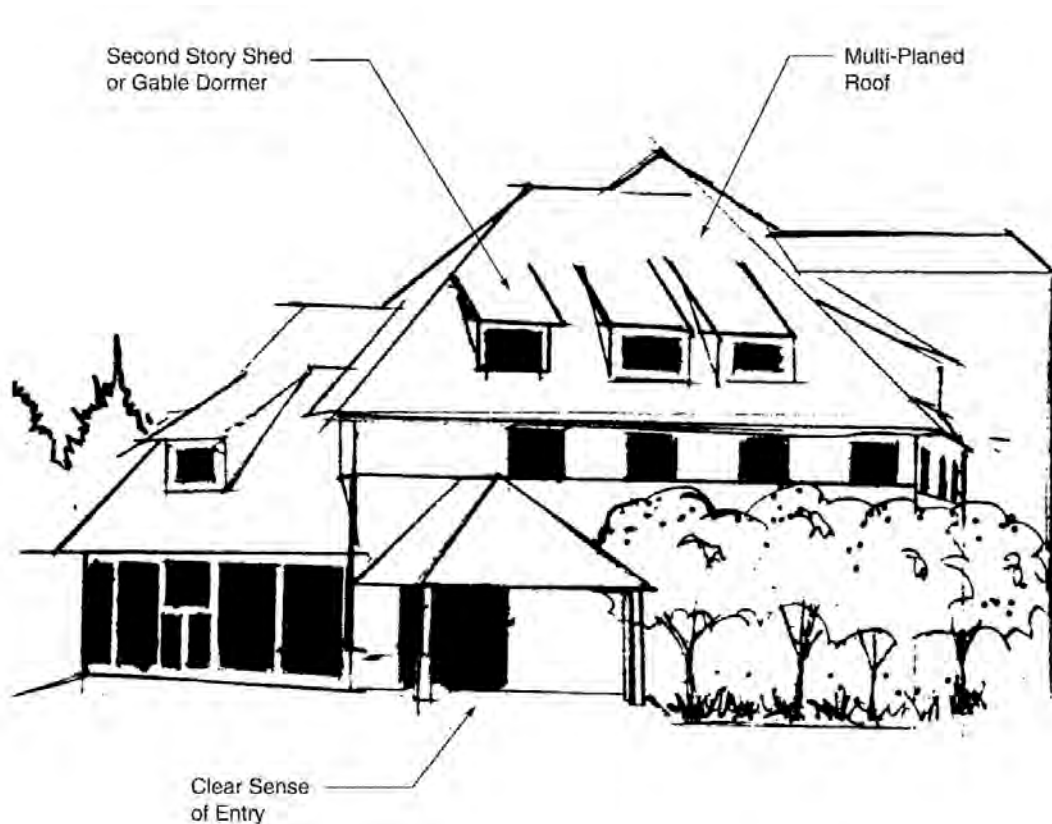 Second Story Shed
or Gable Dormer
Multi-Planed
Roof
Clear Sense
of Entry